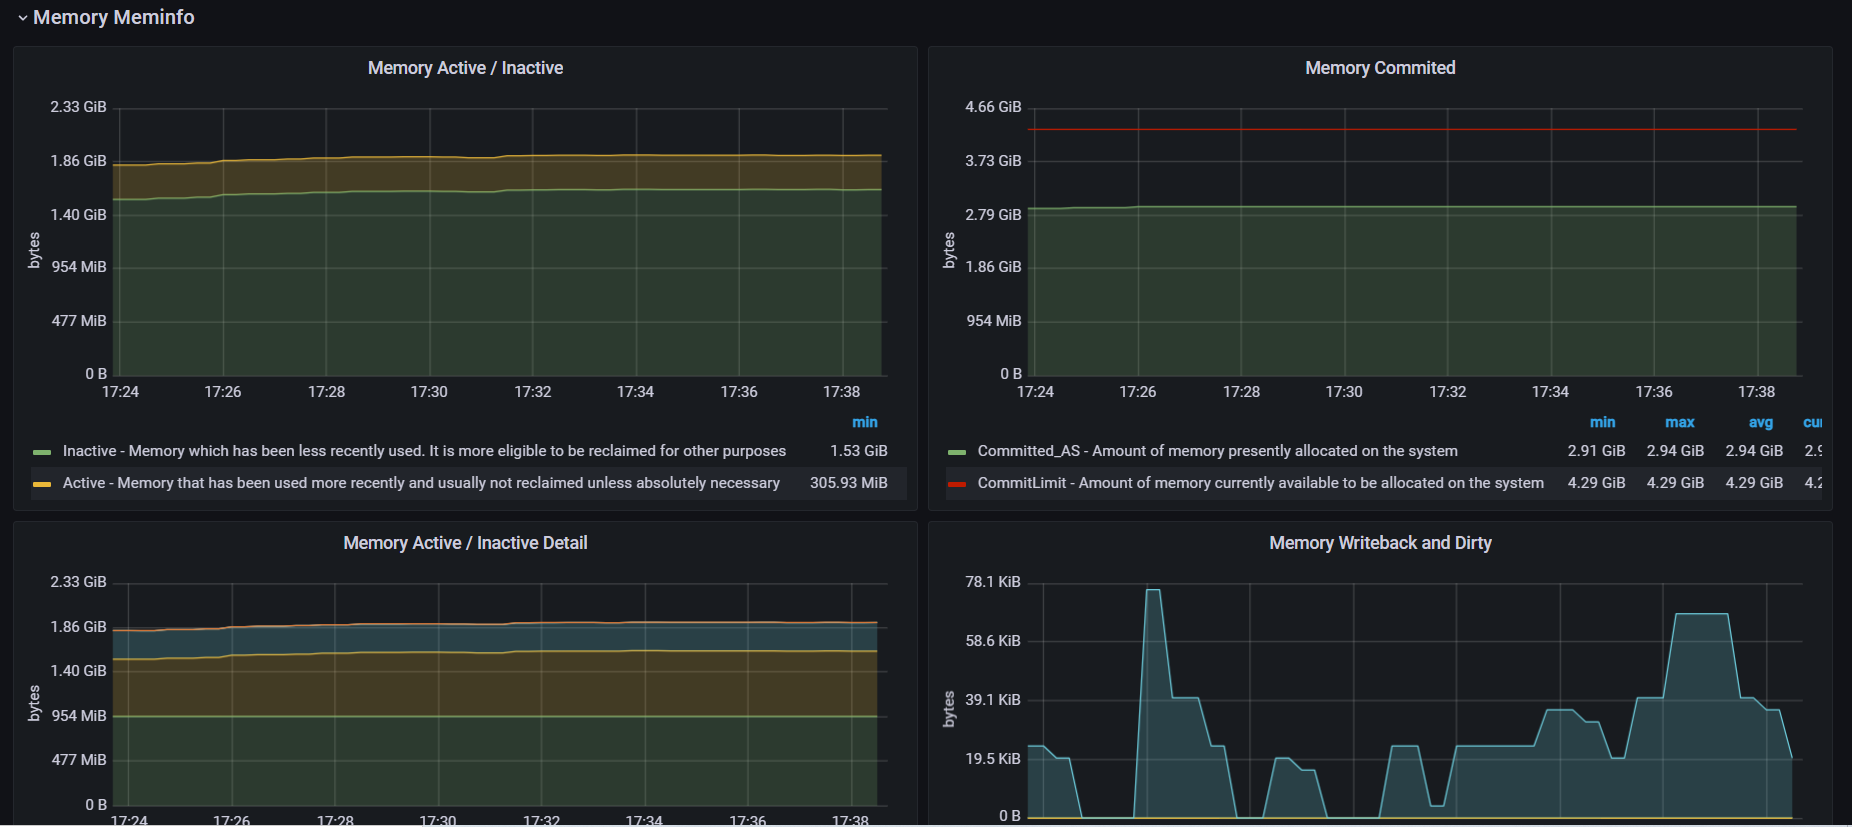 Memory Meminfo
Memory Active / Inactive
2.33 GiB
1.86 GiB
1.40 GiB
954 MiB
477 MiB
0 B
bytes
17:24 17:26 17:28 17:30 17:32 17:34 17:36 17:38
min
Inactive - Memory which has been less recently used. It is more eligible to be reclaimed for other purposes 1.53 GiB
Active - Memory that has been used more recently and usually not reclaimed unless absolutely necessary 305.93 MiB
Memory Commited
4.66 GiB
3.73 GiB
2.79 GiB
1.86 GiB
954 MiB
0 B
bytes
17:24 17:26 17:28 17:30 17:32 17:34 17:36 17:38
min max avg
Committed_AS - Amount of memory presently allocated on the system 2.91 GiB 2.94 GiB 2.94 GiB
CommitLimit - Amount of memory currently available to be allocated on the system 4.29 GiB 4.29 GiB 4.29 GiB
Memory Active / Inactive Detail
2.33 GiB
1.86 GiB
1.40 GiB
954 MiB
477 MiB
0 B
bytes
17:24 17:26 17:28 17:30 17:32 17:34 17:36 17:38
Memory Writeback and Dirty
78.1 KiB
58.6 KiB
39.1 KiB
19.5 KiB
0 B
bytes